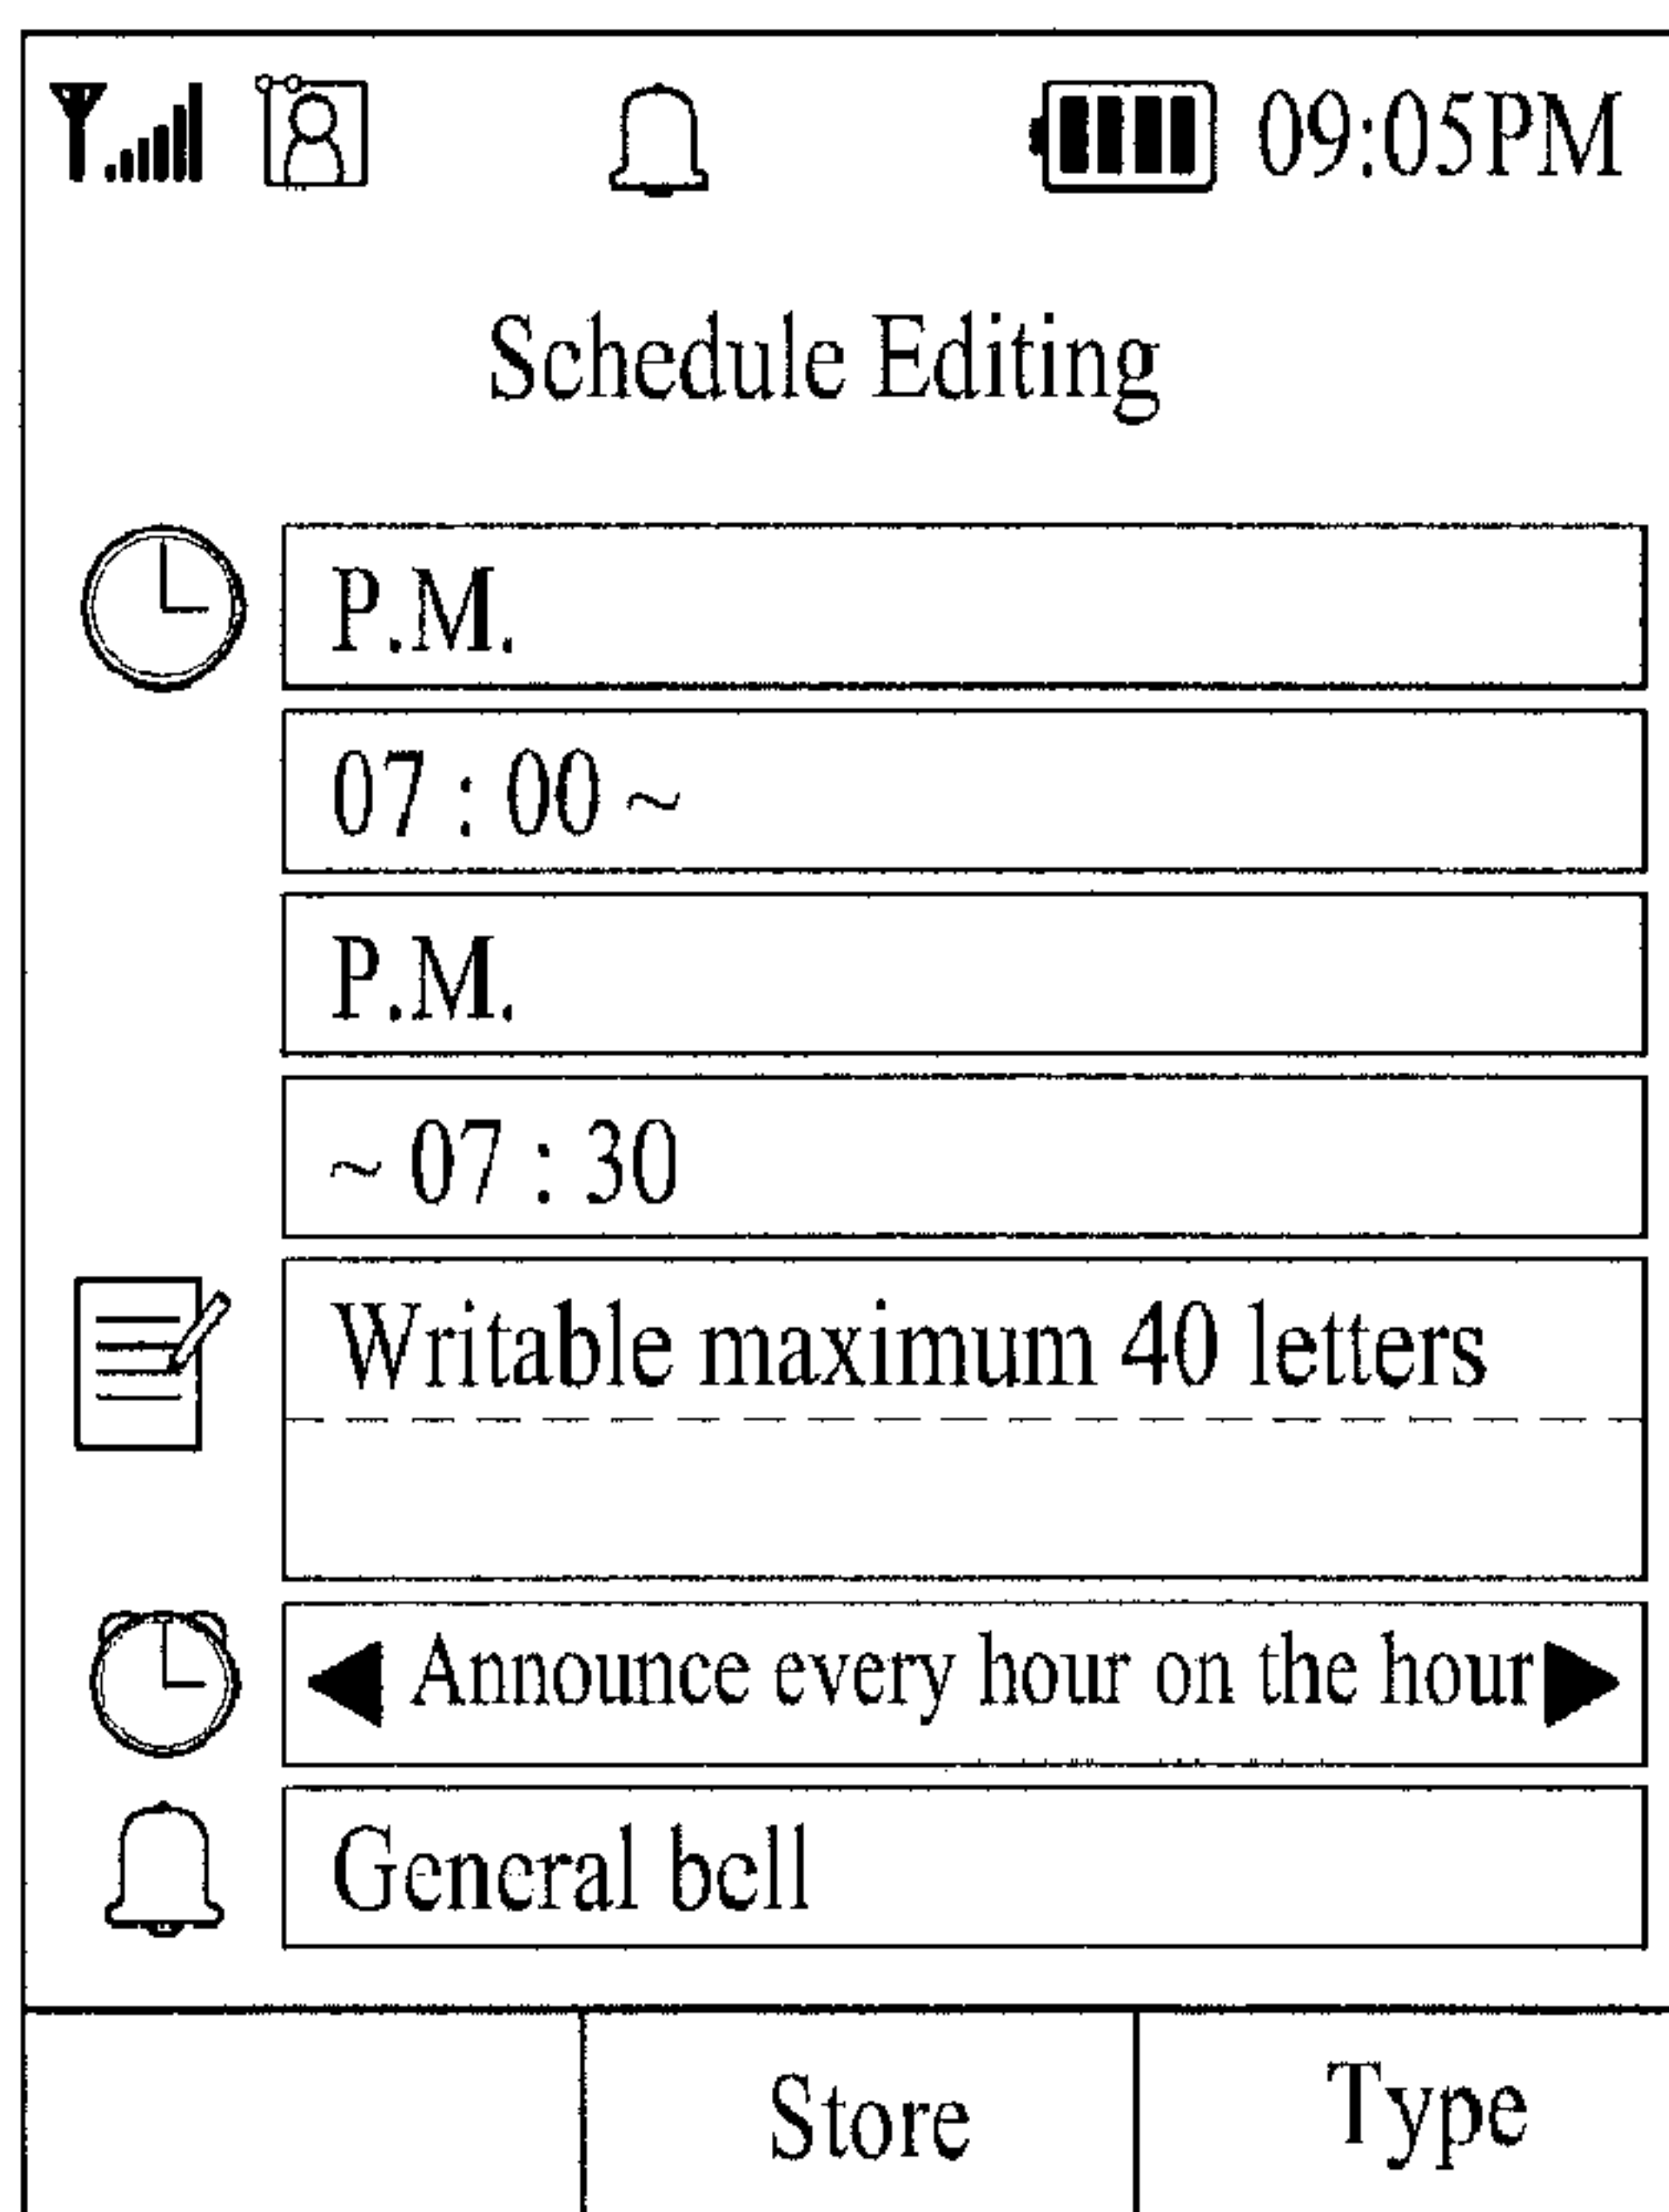 09:05PM
Schedule Editing
P.M.
07 : 00 ~
P.M.
~ 07 : 30
Writable maximum 40 letters
Announce every hour on the hour
General bell
Store Type